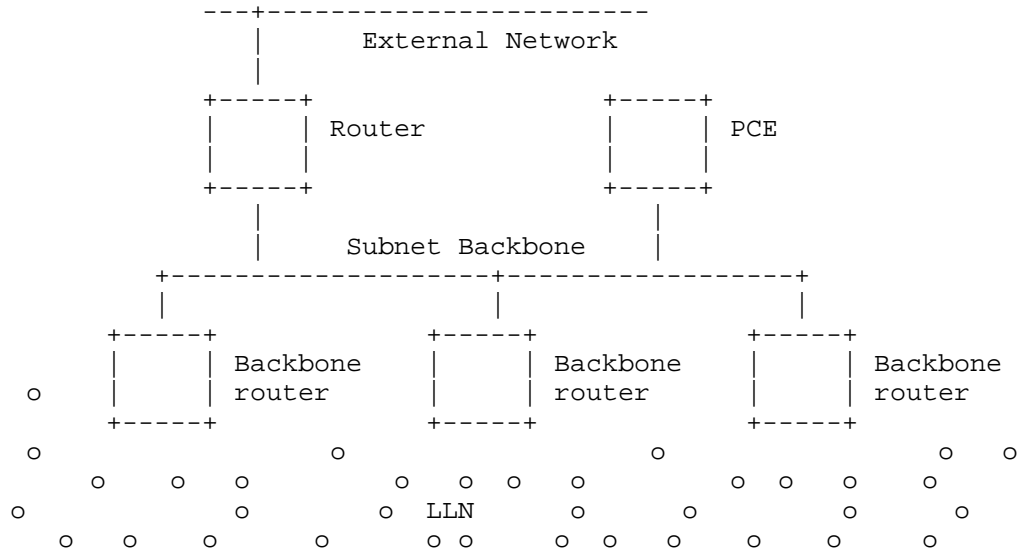 External Network
Router
PCE
Subnet Backbone
Backbone router
Backbone router
Backbone router
LLN